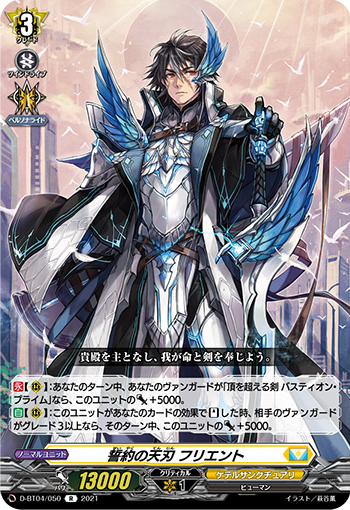 3
グレード
ツインドライブ
ペルソナライド
貴殿を主となし、我が命と剣を奉じよう。
永【R】:あなたのターン中、あなたのヴァンガードが「頂を超える剣 バスティオン・
プライム」なら、このユニットの+5000。
自【R】:このユニットがあなたのカードの効果で【】した時、相手のヴァンガード
がグレード3以上なら、そのターン中、このユニットの+5000。
ノーマルユニット
誓約の天刃 フリエント
パワー
13000
クリティカル
1
ケテルサンクチュアリ
ヒューマン
D-BT04/050 R 2021
イラスト/萩谷薫